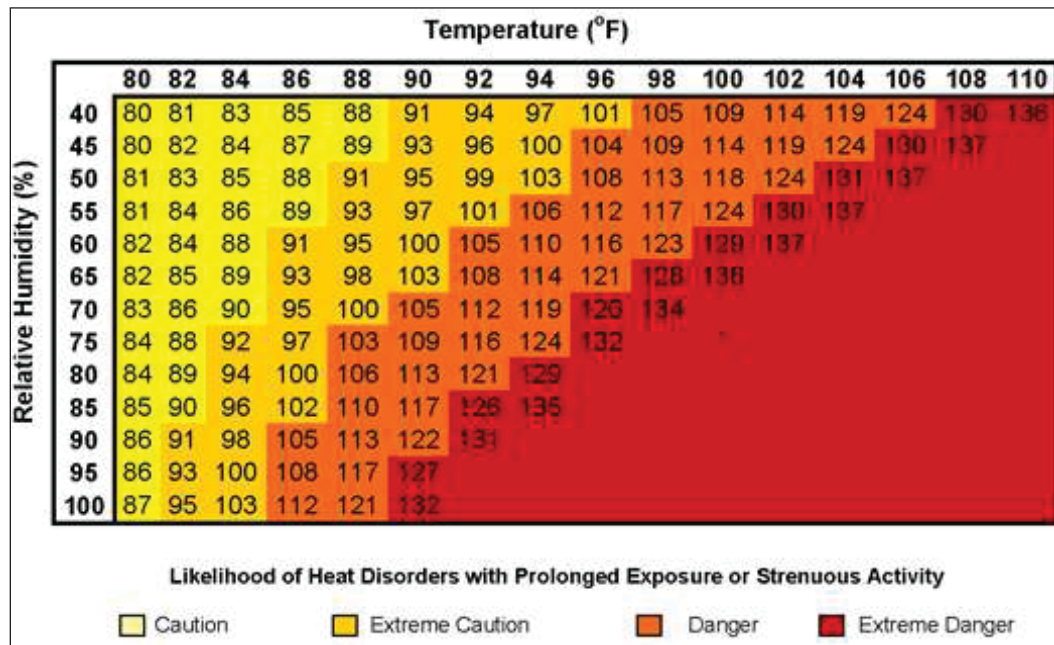 Temperature (°F)
80 82 84 86 88 90 92 94 96 98 100 102 104 106 108 110
Relative Humidity (%)
40 80 81 83 85 88 91 94 97 101 105 109 114 119 124 130 136
45 80 82 84 87 89 93 96 100 104 109 114 119 124 130 137
50 81 83 85 88 91 95 99 103 108 113 118 124 131 137
55 81 84 86 89 93 97 101 106 112 117 124 130 137
60 82 84 88 91 95 100 105 110 116 123 129 137
65 82 85 89 93 98 103 108 114 121 128 136
70 83 86 90 95 100 105 112 119 126 134
75 84 88 92 97 103 109 116 124 132
80 84 89 94 100 106 113 121 129
85 85 90 96 102 110 117 126 135
90 86 91 98 105 113 122 131
95 86 93 100 108 117 127
100 87 95 103 112 121 132
Likelihood of Heat Disorders with Prolonged Exposure or Strenuous Activity
Caution Extreme Caution Danger Extreme Danger